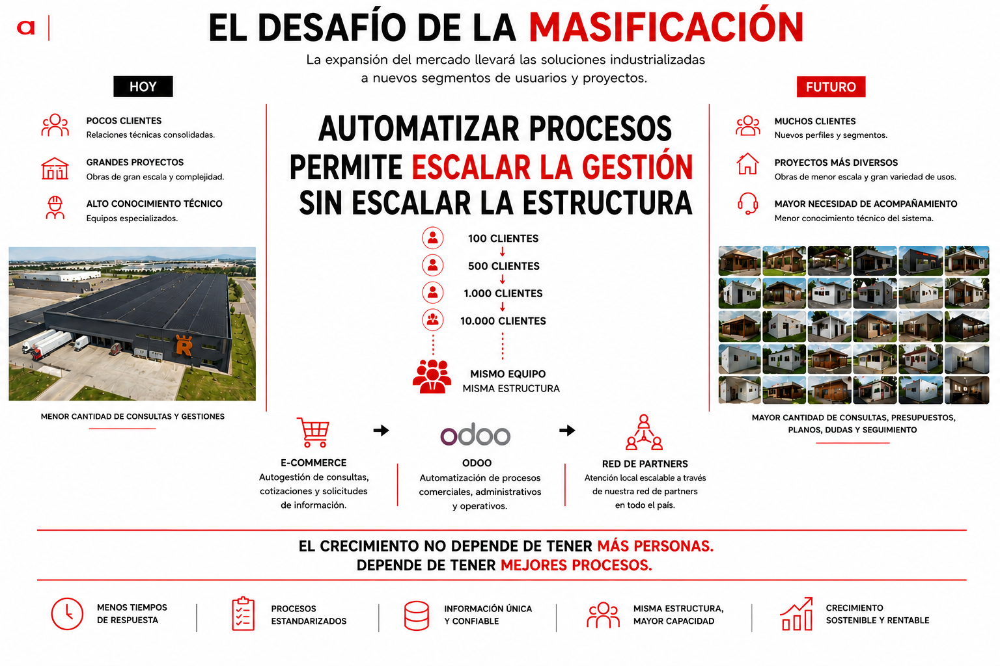 a
EL DESAFÍO DE LA MASIFICACIÓN
La expansión del mercado llevará las soluciones industrializadas
a nuevos segmentos de usuarios y proyectos.
HOY
POCOS CLIENTES
Relaciones técnicas consolidadas.
GRANDES PROYECTOS
Obras de gran escala y complejidad.
ALTO CONOCIMIENTO TÉCNICO
Equipos especializados.
R
MENOR CANTIDAD DE CONSULTAS Y GESTIONES
AUTOMATIZAR PROCESOS
PERMITE ESCALAR LA GESTIÓN
SIN ESCALAR LA ESTRUCTURA
100 CLIENTES
500 CLIENTES
1.000 CLIENTES
10.000 CLIENTES
MISMO EQUIPO
MISMA ESTRUCTURA
FUTURO
MUCHOS CLIENTES
Nuevos perfiles y segmentos.
PROYECTOS MÁS DIVERSOS
Obras de menor escala y gran variedad de usos.
MAYOR NECESIDAD DE ACOMPAÑAMIENTO
Menor conocimiento técnico del sistema.
MAYOR CANTIDAD DE CONSULTAS, PRESUPUESTOS,
PLANOS, DUDAS Y SEGUIMIENTO
E-COMMERCE
Autogestión de consultas,
cotizaciones y solicitudes
de información.
odoo
ODOO
Automatización de procesos
comerciales, administrativos
y operativos.
RED DE PARTNERS
Atención local escalable a través
de nuestra red de partners
en todo el país.
EL CRECIMIENTO NO DEPENDE DE TENER MÁS PERSONAS.
DEPENDE DE TENER MEJORES PROCESOS.
MENOS TIEMPOS
DE RESPUESTA
PROCESOS
ESTANDARIZADOS
INFORMACIÓN ÚNICA
Y CONFIABLE
MISMA ESTRUCTURA,
MAYOR CAPACIDAD
CRECIMIENTO
SOSTENIBLE Y RENTABLE